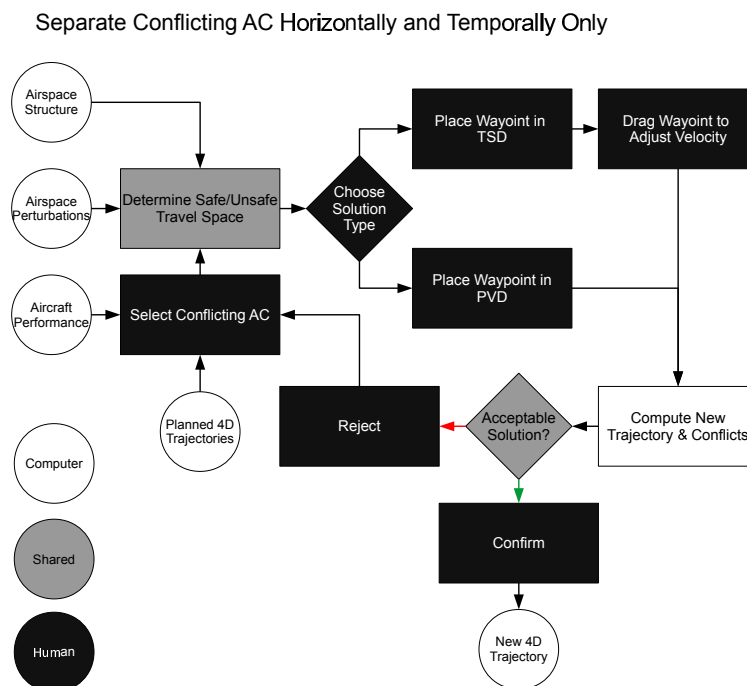 Separate Conflicting AC Horizontally and Temporally Only
Airspace
Structure
Airspace
Perturbations
Aircraft
Performance
Determine Safe/Unsafe
Travel Space
Select Conflicting AC
Planned 4D
Trajectories
Choose
Solution
Type
Place Wayoint in
TSD
Drag Waypoint to
Adjust Velocity
Place Waypoint in
PVD
Compute New
Trajectory & Conflicts
Acceptable
Solution?
Reject
Confirm
New 4D
Trajectory
Computer
Shared
Human